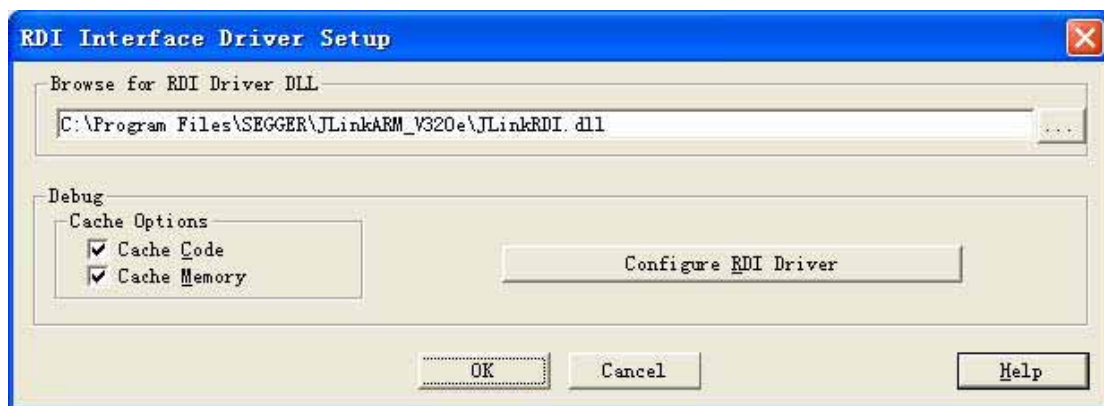 RDI Interface Driver Setup
Browse for RDI Driver DLL
C:\Program Files\SEGGER\JLinkARM_V320e\JLinkRDI.dll
...
Debug
Cache Options
Cache Code
Cache Memory
Configure RDI Driver
OK
Cancel
Help